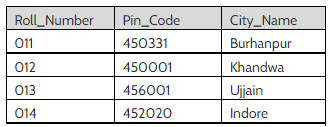 Roll_Number Pin_Code City_Name
011 450331 Burhanpur
012 450001 Khandwa
013 456001 Ujjain
014 452020 Indore